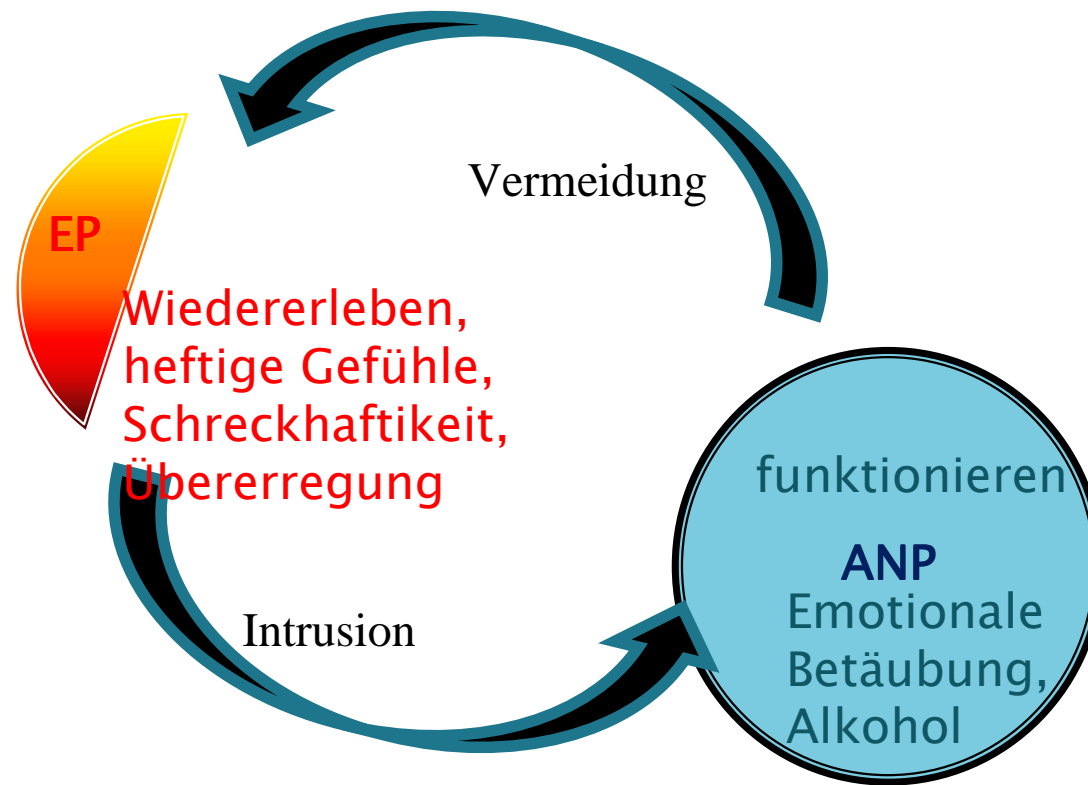 Vermeidung
EP
Wiedererleben,
heftige Gefühle,
Schreckhaftikeit,
Übererregung
funktionieren
ANP
Emotionale
Betäubung,
Alkohol
Intrusion